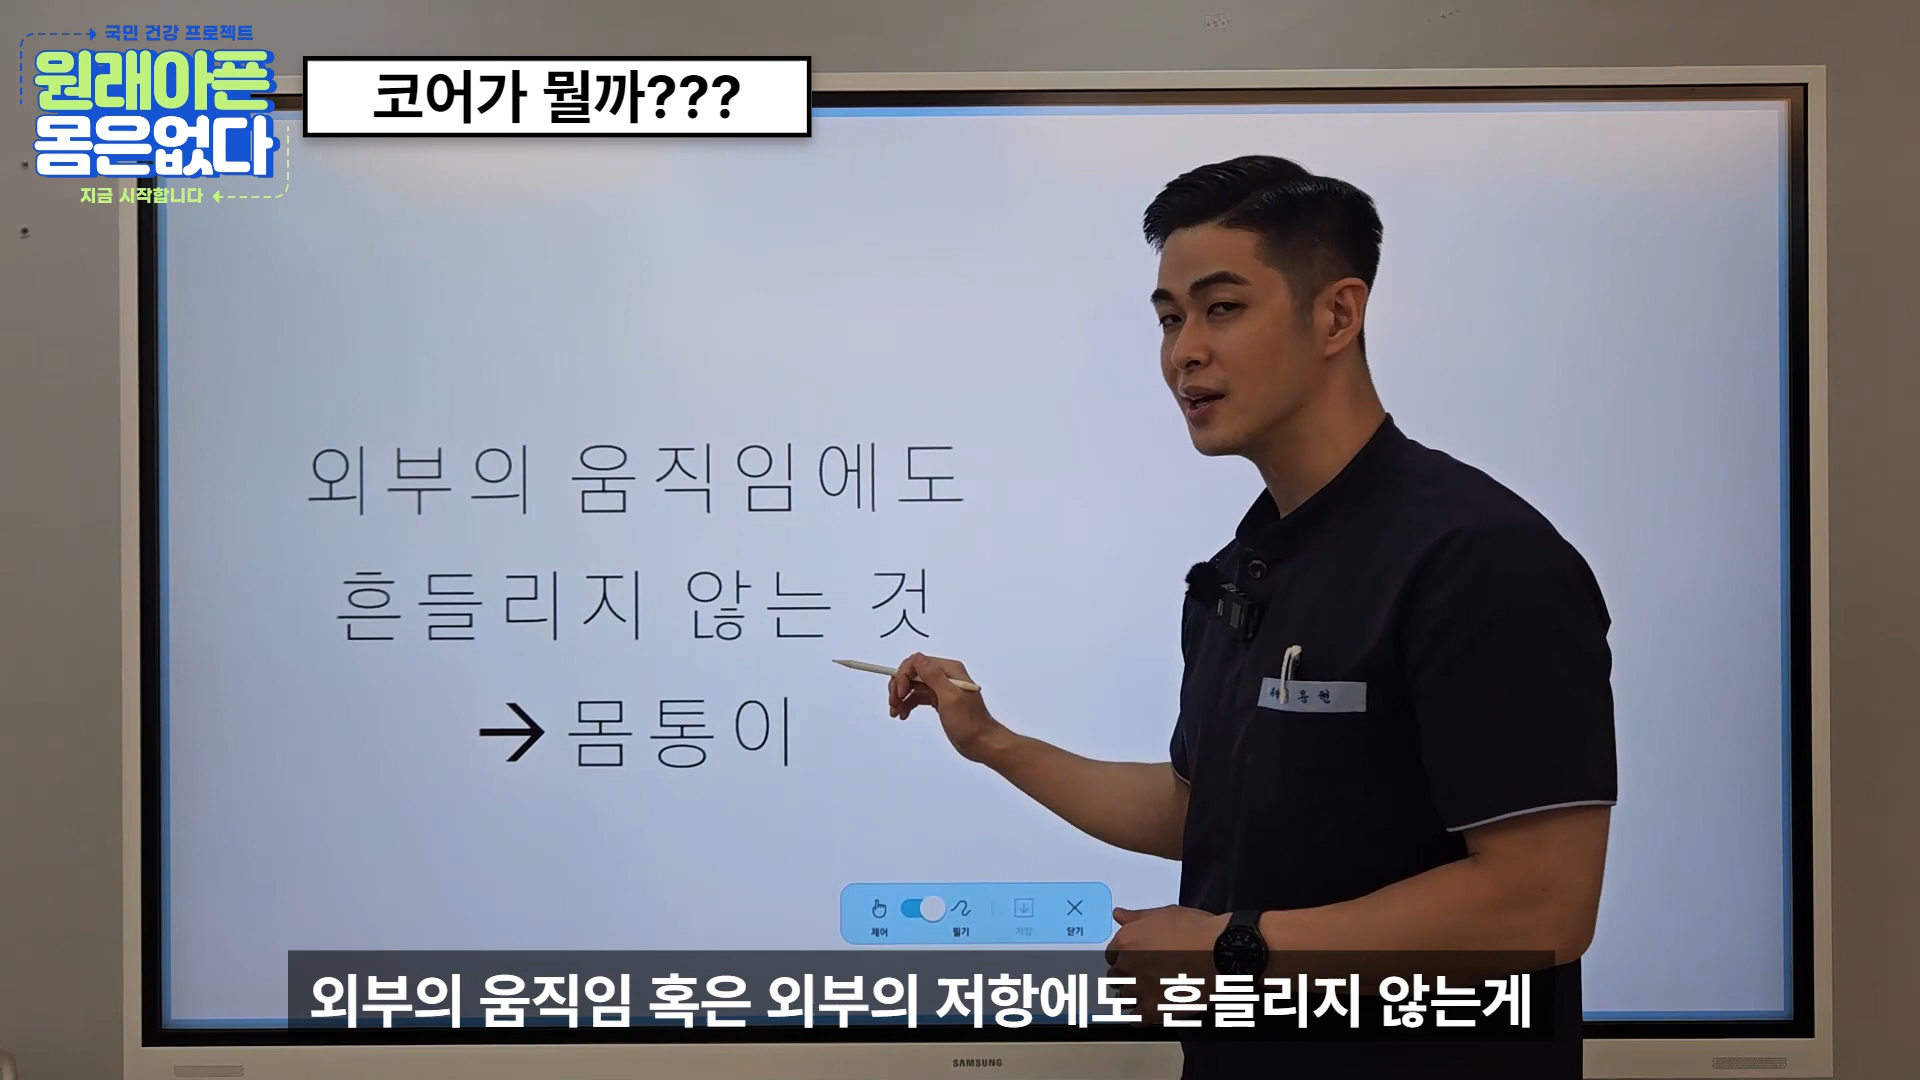 국민 건강 프로젝트
원래아픈
몸은없다
지금 시작합니다
코어가 뭘까???
외부의 움직임에도
흔들리지 않는 것
→ 몸통이
제어
필기
저장
닫기
외부의 움직임 혹은 외부의 저항에도 흔들리지 않는게
SAMSUNG